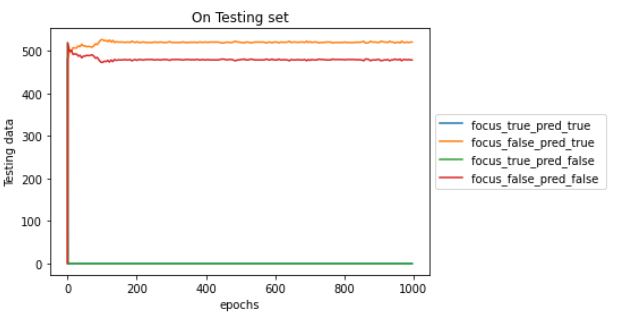 On Testing set
Testing data
500
400
300
200
100
0
0 200 400 600 800 1000
epochs
focus_true_pred_true
focus_false_pred_true
focus_true_pred_false
focus_false_pred_false